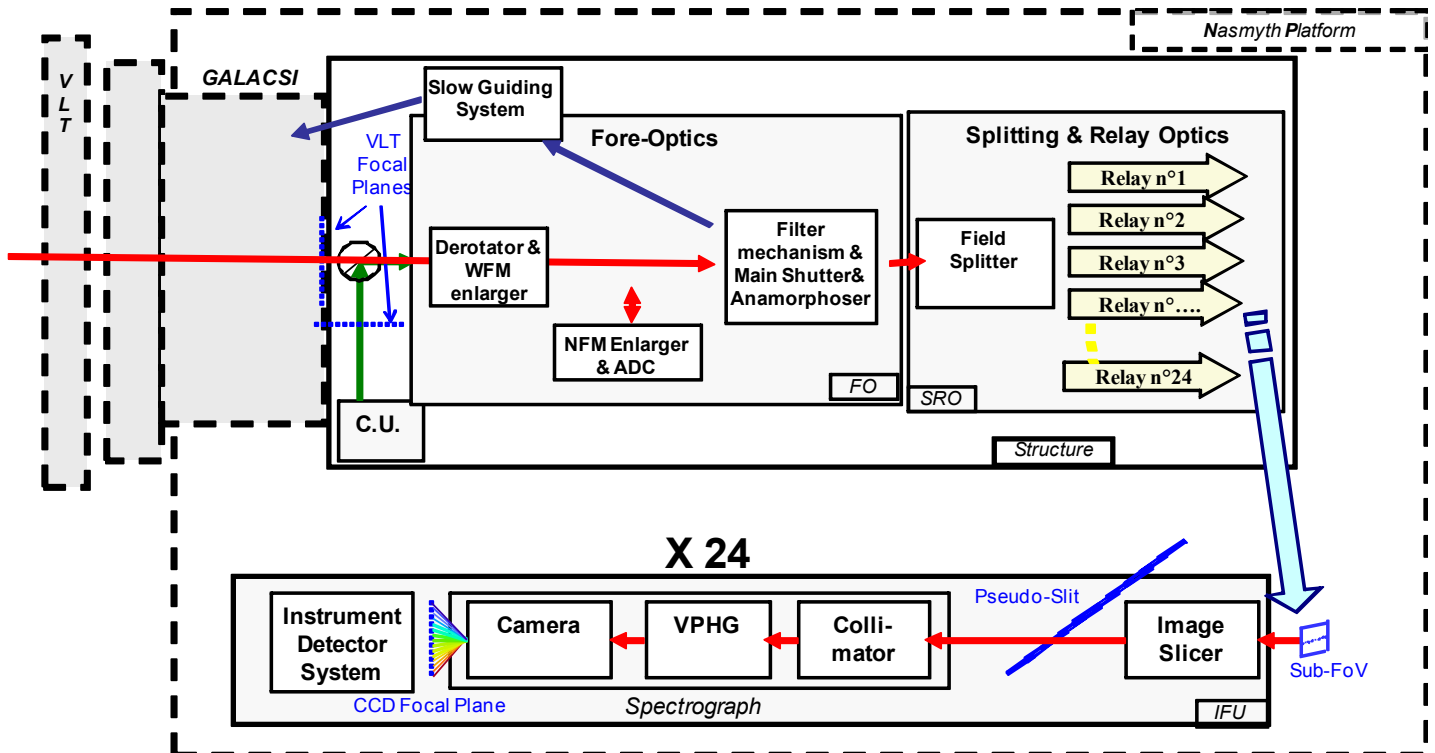 Nasmyth Platform
V
L
T
GALACSI
Slow Guiding
System
VLT
Focal
Planes
Fore-Optics
Derotator &
WFM
enlarger
NFM Enlarger
& ADC
Filter
mechanism &
Main Shutter&
Anamorphoser
FO
C.U.
Splitting & Relay Optics
Field
Splitter
Relay n°1
Relay n°2
Relay n°3
Relay n°….
Relay n°24
SRO
Structure
X 24
Instrument
Detector
System
CCD Focal Plane
Camera
VPHG
Colli-
mator
Spectrograph
Pseudo-Slit
Image
Slicer
Sub-FoV
IFU